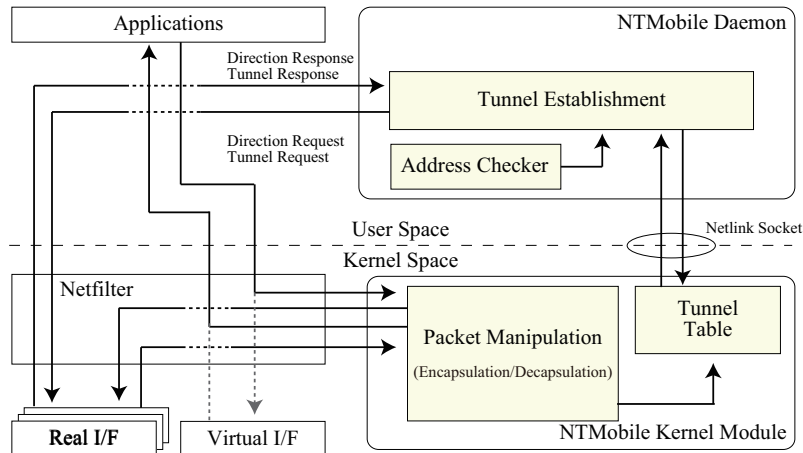 Applications
NTMobile Daemon
Direction Response
Tunnel Response
Tunnel Establishment
Direction Request
Tunnel Request
Address Checker
User Space
Netlink Socket
Kernel Space
Netfilter
Tunnel
Table
Packet Manipulation
(Encapsulation/Decapsulation)
Real I/F
Virtual I/F
NTMobile Kernel Module